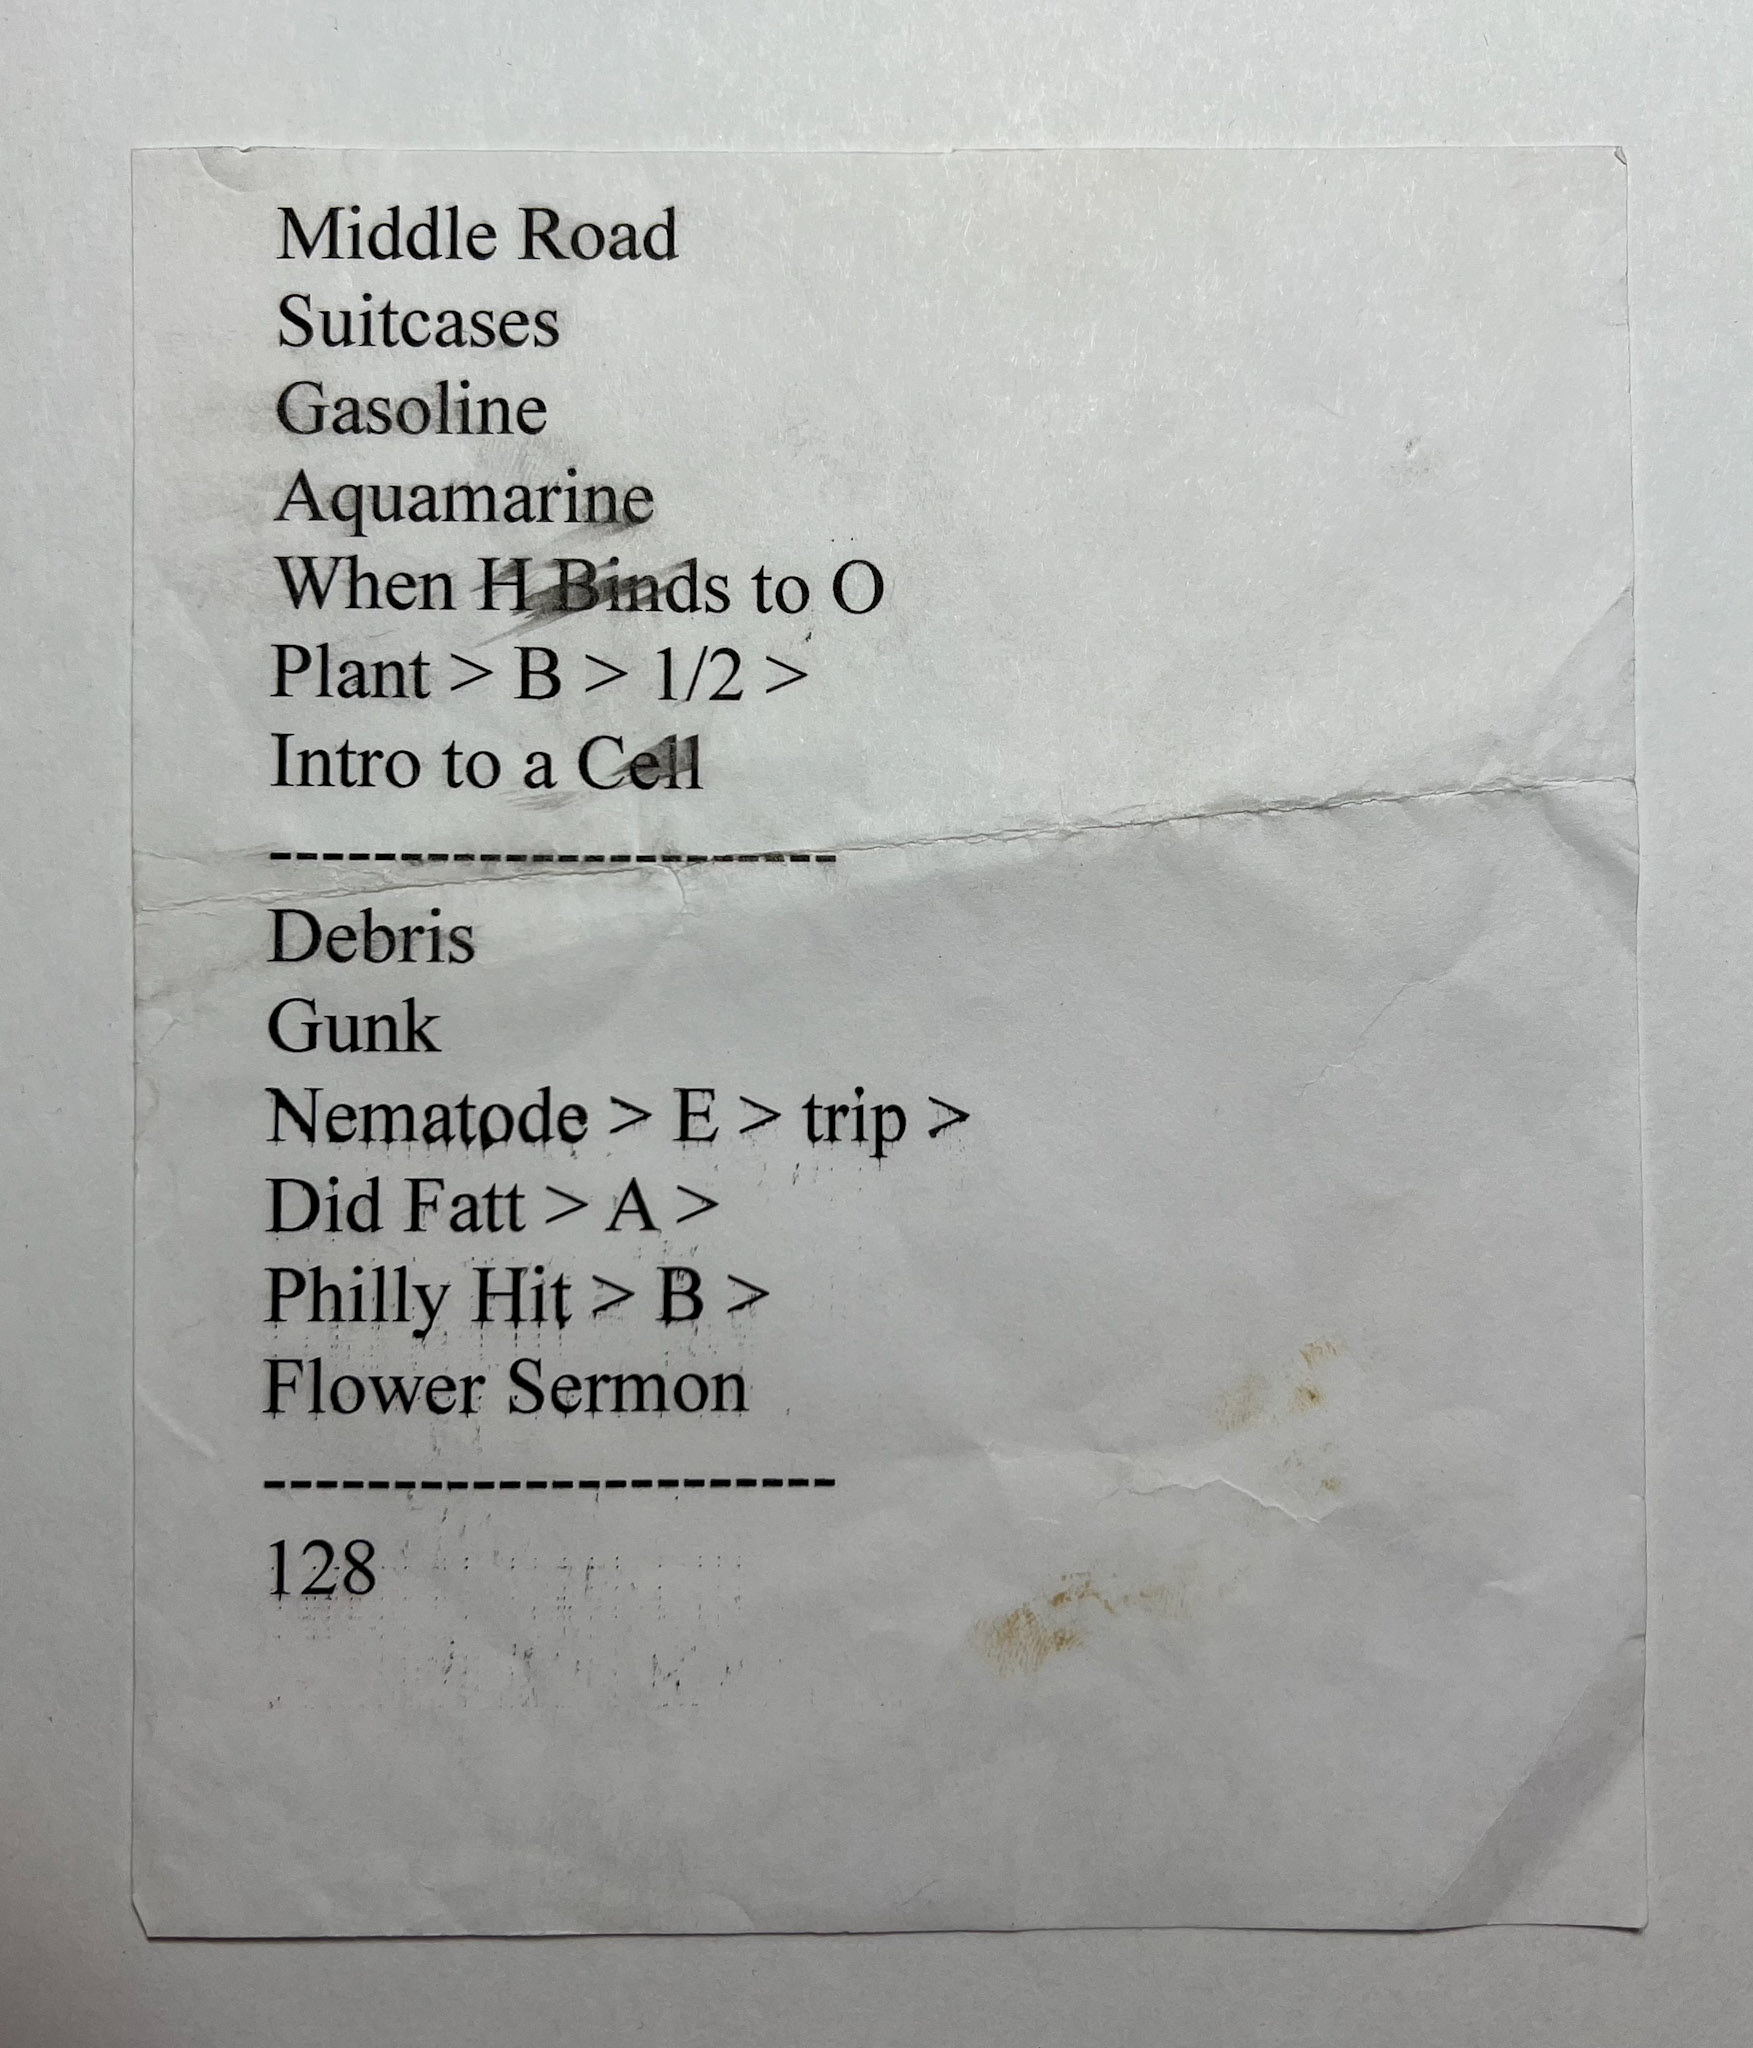 Middle Road
Suitcases
Gasoline
Aquamarine
When H Binds to O
Plant > B > 1/2 >
Intro to a Cell
----------------------
Debris
Gunk
Nematode > E > trip >
Did Fatt > A >
Philly Hit > B >
Flower Sermon
----------------------
128